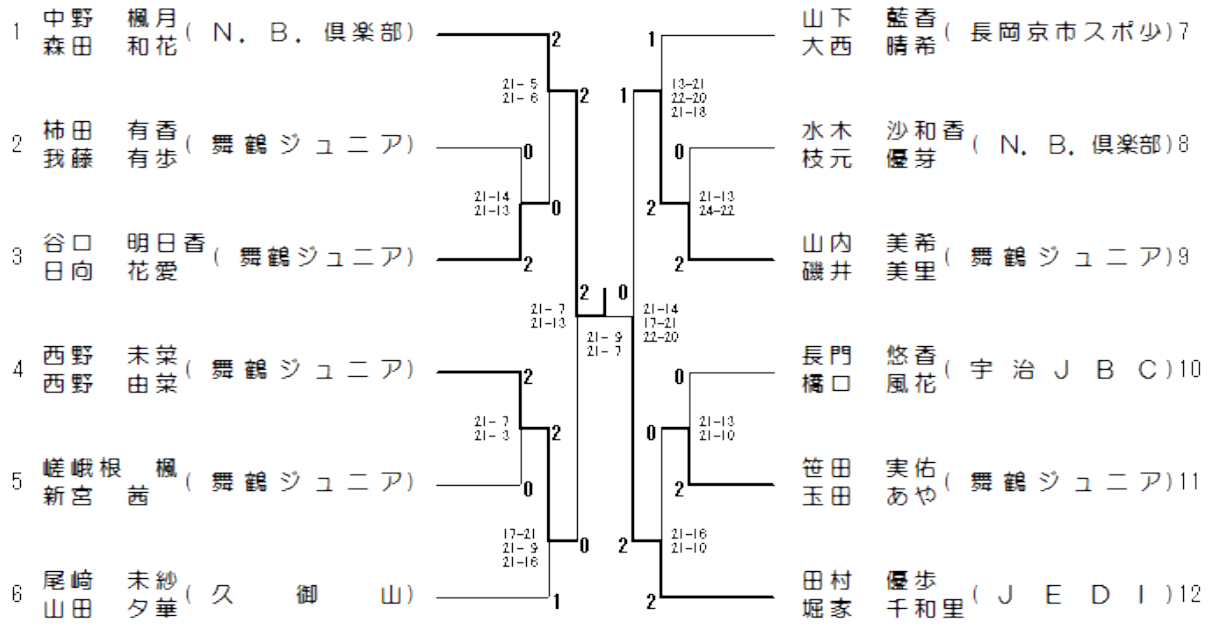 1 中野 楓月 (N. B. 倶楽部)
森田 和花
2 柿田 有香 (舞鶴ジュニア)
我藤 有歩
3 谷口 明日香 (舞鶴ジュニア)
日向 花愛
4 西野 未菜 (舞鶴ジュニア)
西野 由菜
5 嵯峨根 楓 (舞鶴ジュニア)
新宮 茜
6 尾﨑 未紗 (久御山)
山田 夕華
2
21- 5
21- 6
2
0
21-14
21-13
0
2
2
21- 7
21-13
2
21- 7
21- 3
2
0
17-21
21- 9
21-16
0
1
21- 9
21- 7
0
1
13-21
22-20
21-18
1
0
21-13
24-22
2
2
21-14
17-21
22-20
0
21-13
21-10
0
2
21-16
21-10
2
2
山下 藍香 (長岡京市スポ少) 7
大西 晴希
水木 沙和香 (N. B. 倶楽部) 8
枝元 優芽
山内 美希 (舞鶴ジュニア) 9
磯井 美里
長門 悠香 (宇治JBC) 10
橋口 風花
笹田 実佑 (舞鶴ジュニア) 11
玉田 あや
田村 優歩 (JEDI) 12
堀家 千和里